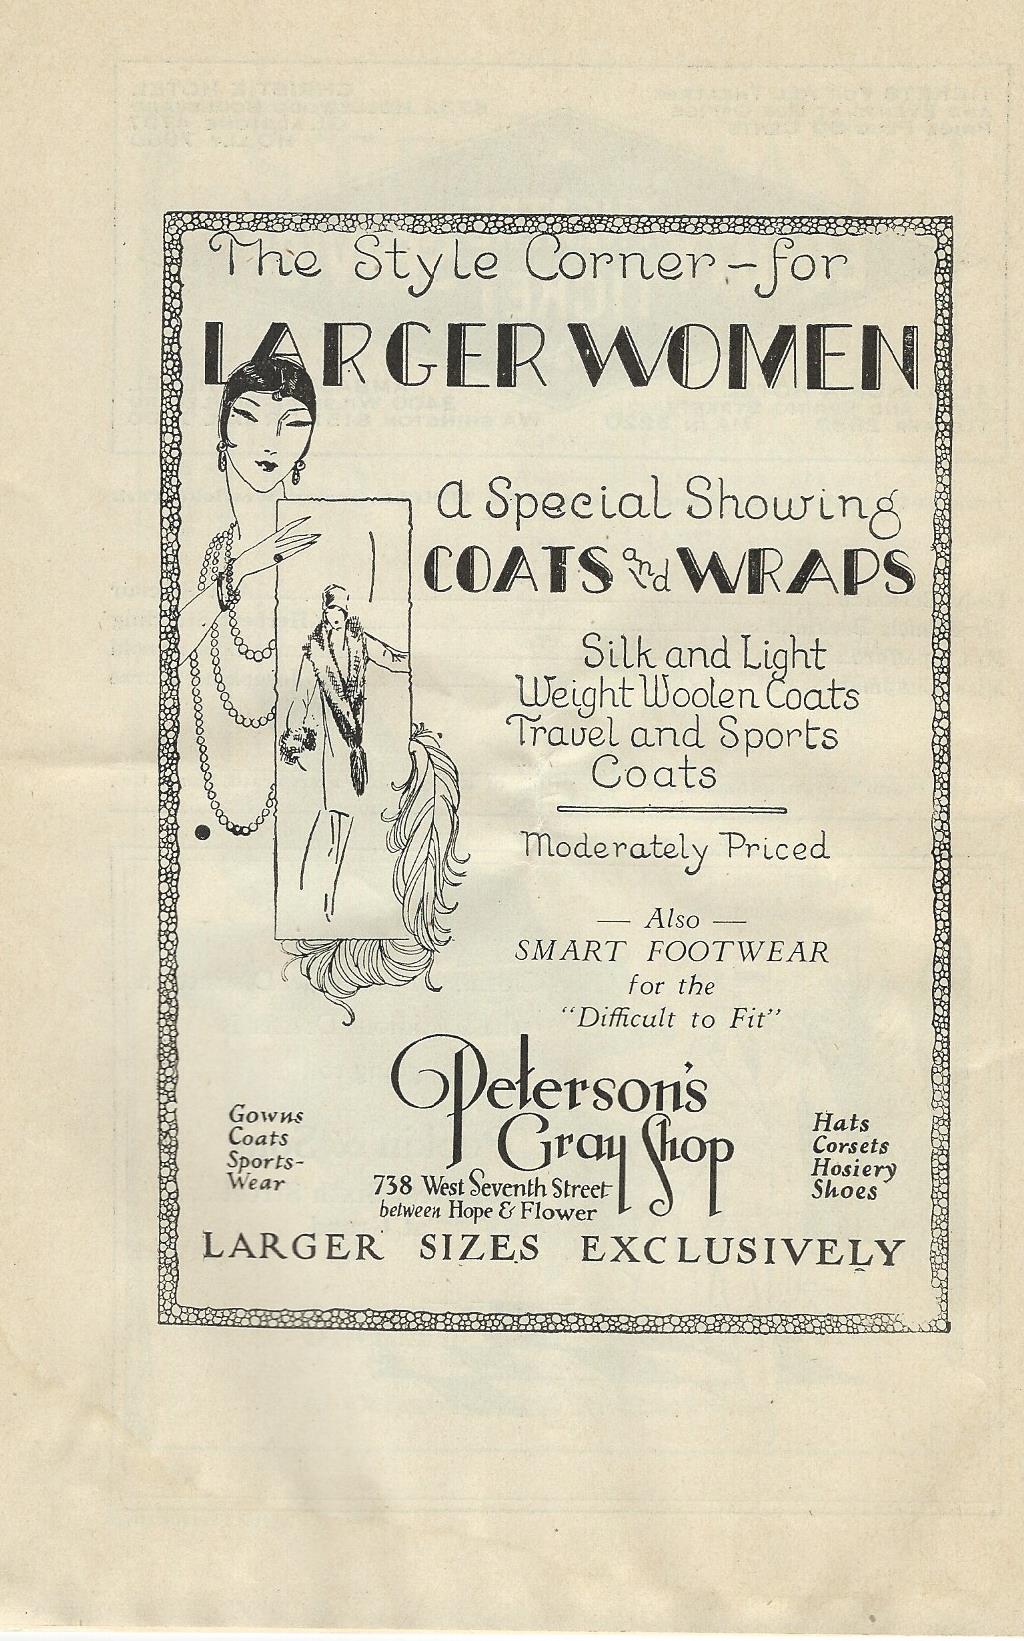 The Style Corner - for
LARGER WOMEN
A Special Showing
COATS and WRAPS
Silk and Light
Weight Woolen Coats
Travel and Sports
Coats
Moderately Priced
— Also —
SMART FOOTWEAR
for the
"Difficult to Fit"
Peterson's
Gray Shop
738 West Seventh Street
between Hope & Flower
Gowns
Coats
Sports-
Wear
Hats
Corsets
Hosiery
Shoes
LARGER SIZES EXCLUSIVELY